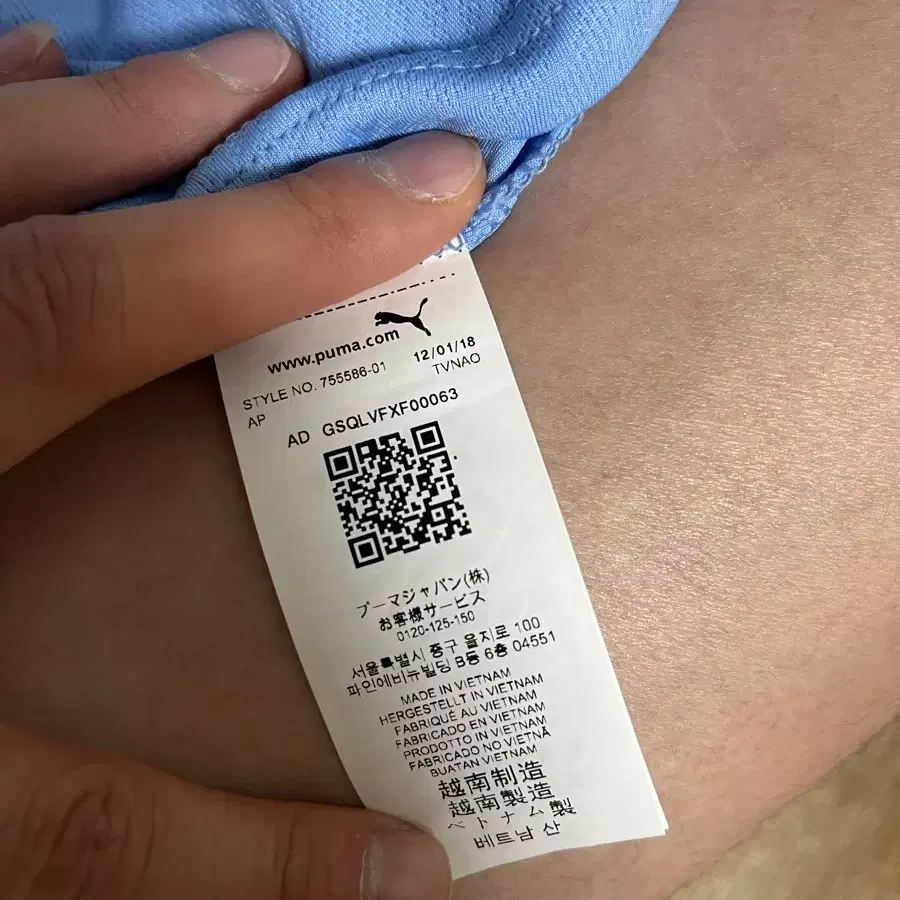 www.puma.com
12/01/18
STYLE NO. 755586-01 TVNAO
AP
AD GSQLVFXF00063
プーマジャパン(株)
お客様サービス
0120-125-150
서울특별시 중구 을지로 100
파인에비뉴빌딩 B동 6층 04551
MADE IN VIETNAM
HERGESTELLT IN VIETNAM
FABRIQUÉ AU VIETNAM
FABRICADO EN VIETNAM
PRODOTTO IN VIETNAM
FABRICADO NO VIETNÃ
BUATAN VIETNAM
越南制造
越南製造
ベトナム製
베트남 산